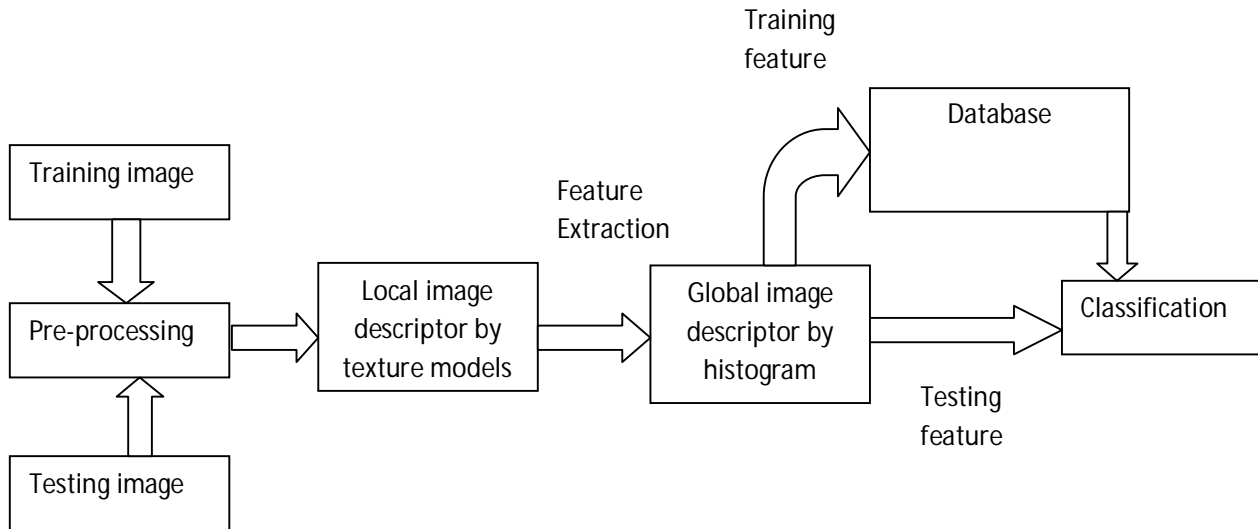 Training
feature
Database
Training image
Feature
Extraction
Pre-processing
Local image
descriptor by
texture models
Global image
descriptor by
histogram
Classification
Testing
feature
Testing image